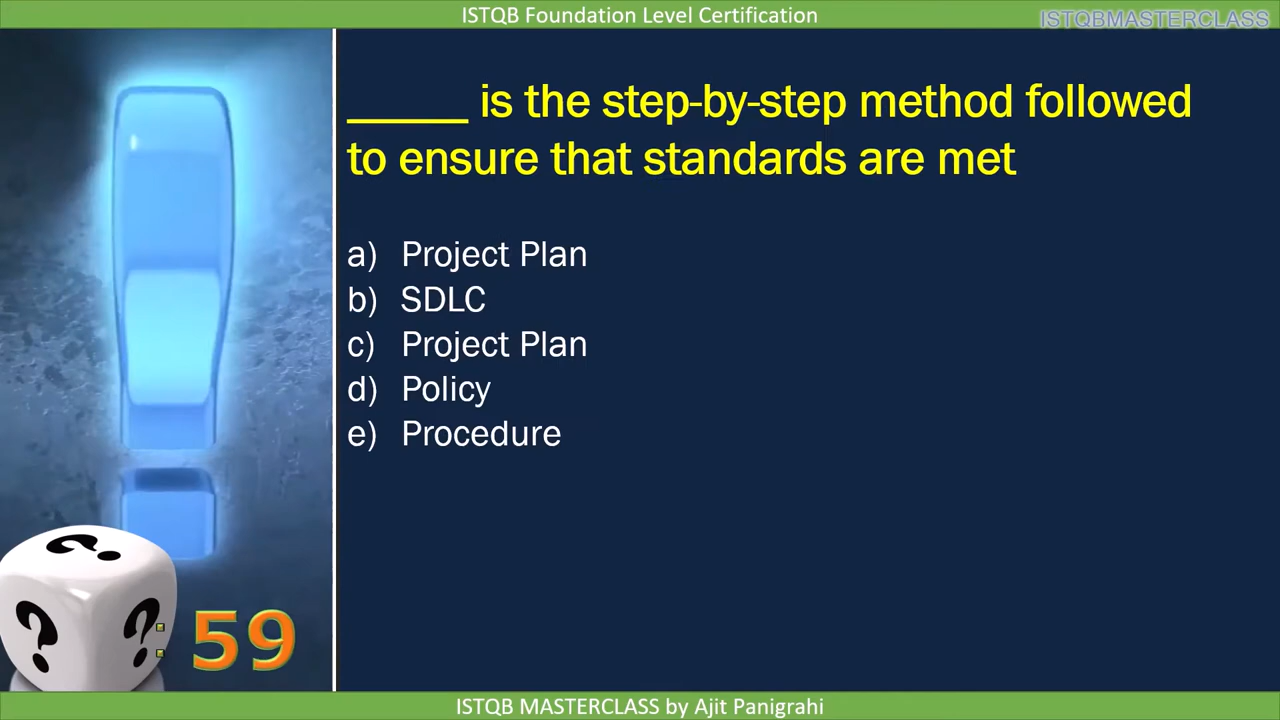 ISTQB Foundation Level Certification
ISTQBMASTERCLASS
______ is the step-by-step method followed
to ensure that standards are met
a) Project Plan
b) SDLC
c) Project Plan
d) Policy
e) Procedure
? ? ?
:59
ISTQB MASTERCLASS by Ajit Panigrahi